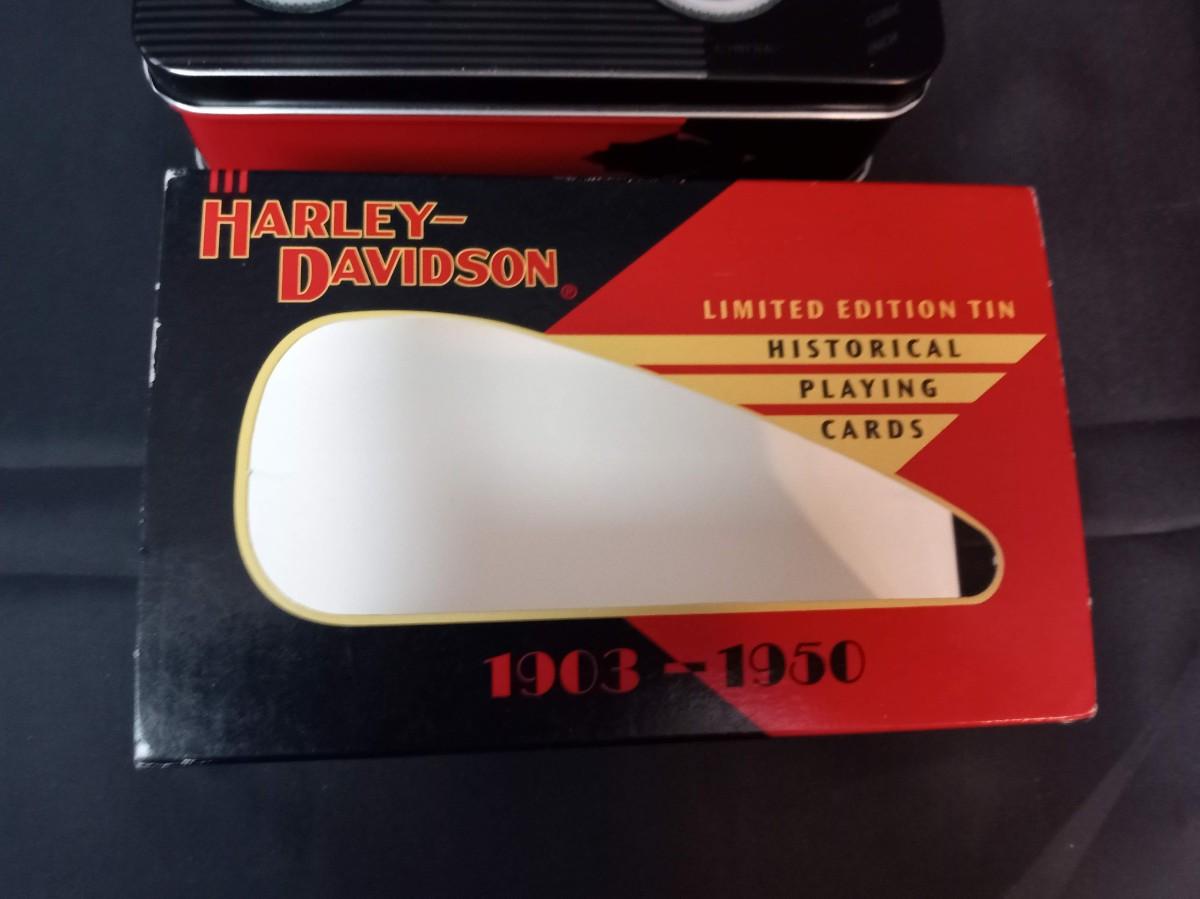 HARLEY-
DAVIDSON®
LIMITED EDITION TIN
HISTORICAL
PLAYING
CARDS
1903-1950